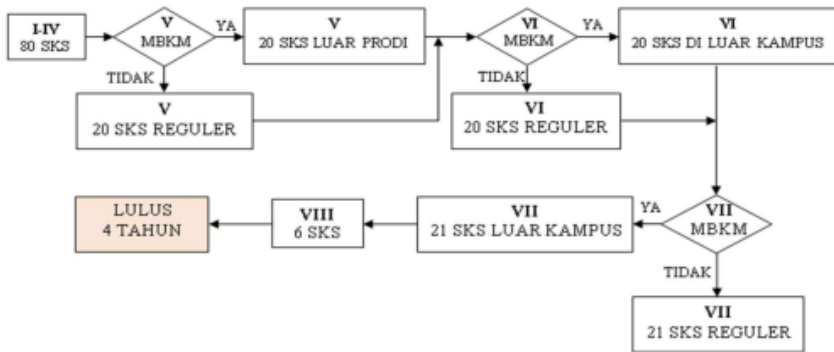 I-IV
80 SKS
V
MBKM
YA
V
20 SKS LUAR PRODI
VI
MBKM
YA
VI
20 SKS DI LUAR KAMPUS
TIDAK
V
20 SKS REGULER
TIDAK
VI
20 SKS REGULER
LULUS
4 TAHUN
VIII
6 SKS
VII
21 SKS LUAR KAMPUS
YA
VII
MBKM
TIDAK
VII
21 SKS REGULER